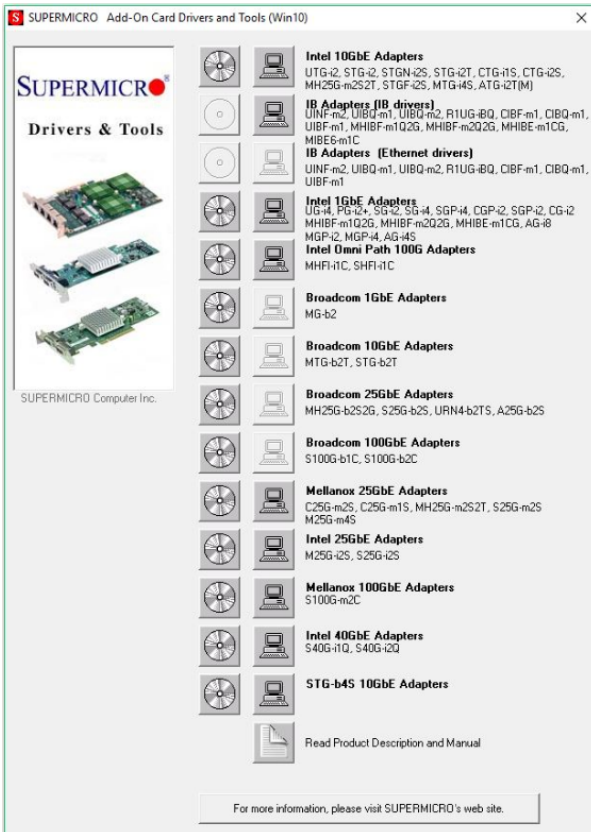 SUPERMICRO Add-On Card Drivers and Tools (Win10)
SUPERMICRO
Drivers & Tools
SUPERMICRO Computer Inc.
Intel 10GbE Adapters
UTG-i2, STG-i2, STGN-i2S, STG-i2T, CTG-i1S, CTG-i2S,
MH25G-m2S2T, STGF-i2S, MTG-i4S, ATG-i2T(M)
IB Adapters (IB drivers)
UINF-m2, UIBQ-m1, UIBQ-m2, R1UG-iBQ, CIBF-m1, CIBQ-m1,
UIBF-m1, MHIBF-m1Q2G, MHIBF-m2Q2G, MHIBE-m1CG,
MIBE6-m1C
IB Adapters (Ethernet drivers)
UINF-m2, UIBQ-m1, UIBQ-m2, R1UG-iBQ, CIBF-m1, CIBQ-m1,
UIBF-m1
Intel 1GbE Adapters
UG-i4, PG-i2+, SG-i2, SG-i4, SGP-i4, CGP-i2, SGP-i2, CG-i2
MHIBF-m1Q2G, MHIBF-m2Q2G, MHIBE-m1CG, AG-i8
MGP-i2, MGP-i4, AG-i4S
Intel Omni Path 100G Adapters
MHFI-i1C, SHFI-i1C
Broadcom 1GbE Adapters
MG-b2
Broadcom 10GbE Adapters
MTG-b2T, STG-b2T
Broadcom 25GbE Adapters
MH25G-b2S2G, S25G-b2S, URN4-b2TS, A25G-b2S
Broadcom 100GbE Adapters
S100G-b1C, S100G-b2C
Mellanox 25GbE Adapters
C25G-m2S, C25G-m1S, MH25G-m2S2T, S25G-m2S
M25G-m4S
Intel 25GbE Adapters
M25G-i2S, S25G-i2S
Mellanox 100GbE Adapters
S100G-m2C
Intel 40GbE Adapters
S40G-i1Q, S40G-i2Q
STG-b4S 10GbE Adapters
Read Product Description and Manual
For more information, please visit SUPERMICRO's web site.